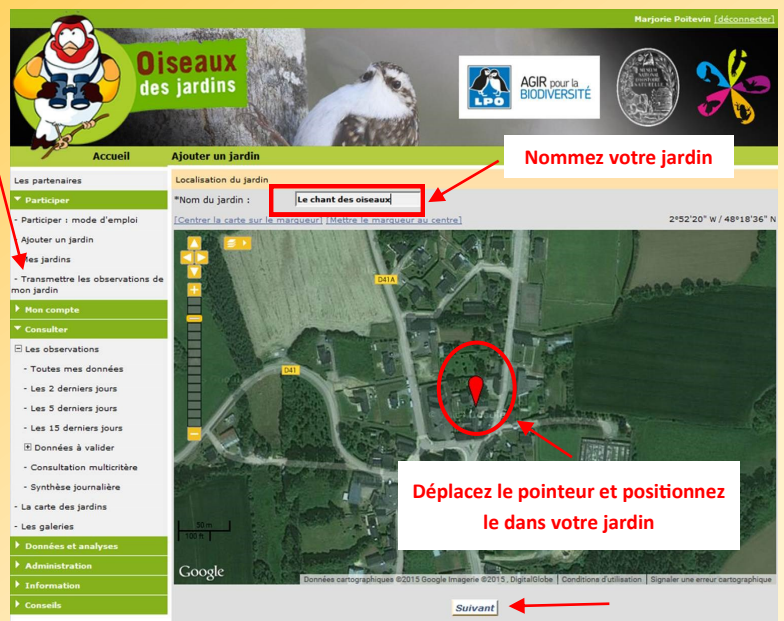 Marjorie Poitevin [déconnecter]
Oiseaux
des jardins
LPO
AGIR pour la
BIODIVERSITÉ
MUSEUM
NATIONAL
D'HISTOIRE
NATURELLE
Accueil
Ajouter un jardin
Nommez votre jardin
Les partenaires
Participer
- Participer : mode d'emploi
- Ajouter un jardin
les jardins
- Transmettre les observations de
mon jardin
Mon compte
Consulter
Les observations
- Toutes mes données
- Les 2 derniers jours
- Les 5 derniers jours
- Les 15 derniers jours
Données à valider
- Consultation multicritère
- Synthèse journalière
- La carte des jardins
- Les galeries
Données et analyses
Administration
Information
Conseils
Localisation du jardin
*Nom du jardin :
Le chant des oiseaux
[Centrer la carte sur le marqueur] [Mettre le marqueur au centre]
2°52'20" W / 48°18'36" N
D41A
D41
Déplacez le pointeur et positionnez
le dans votre jardin
50 m
100 ft
Google
Données cartographiques ©2015 Google Imagerie ©2015 , DigitalGlobe
Conditions d'utilisation
Signaler une erreur cartographique
Suivant